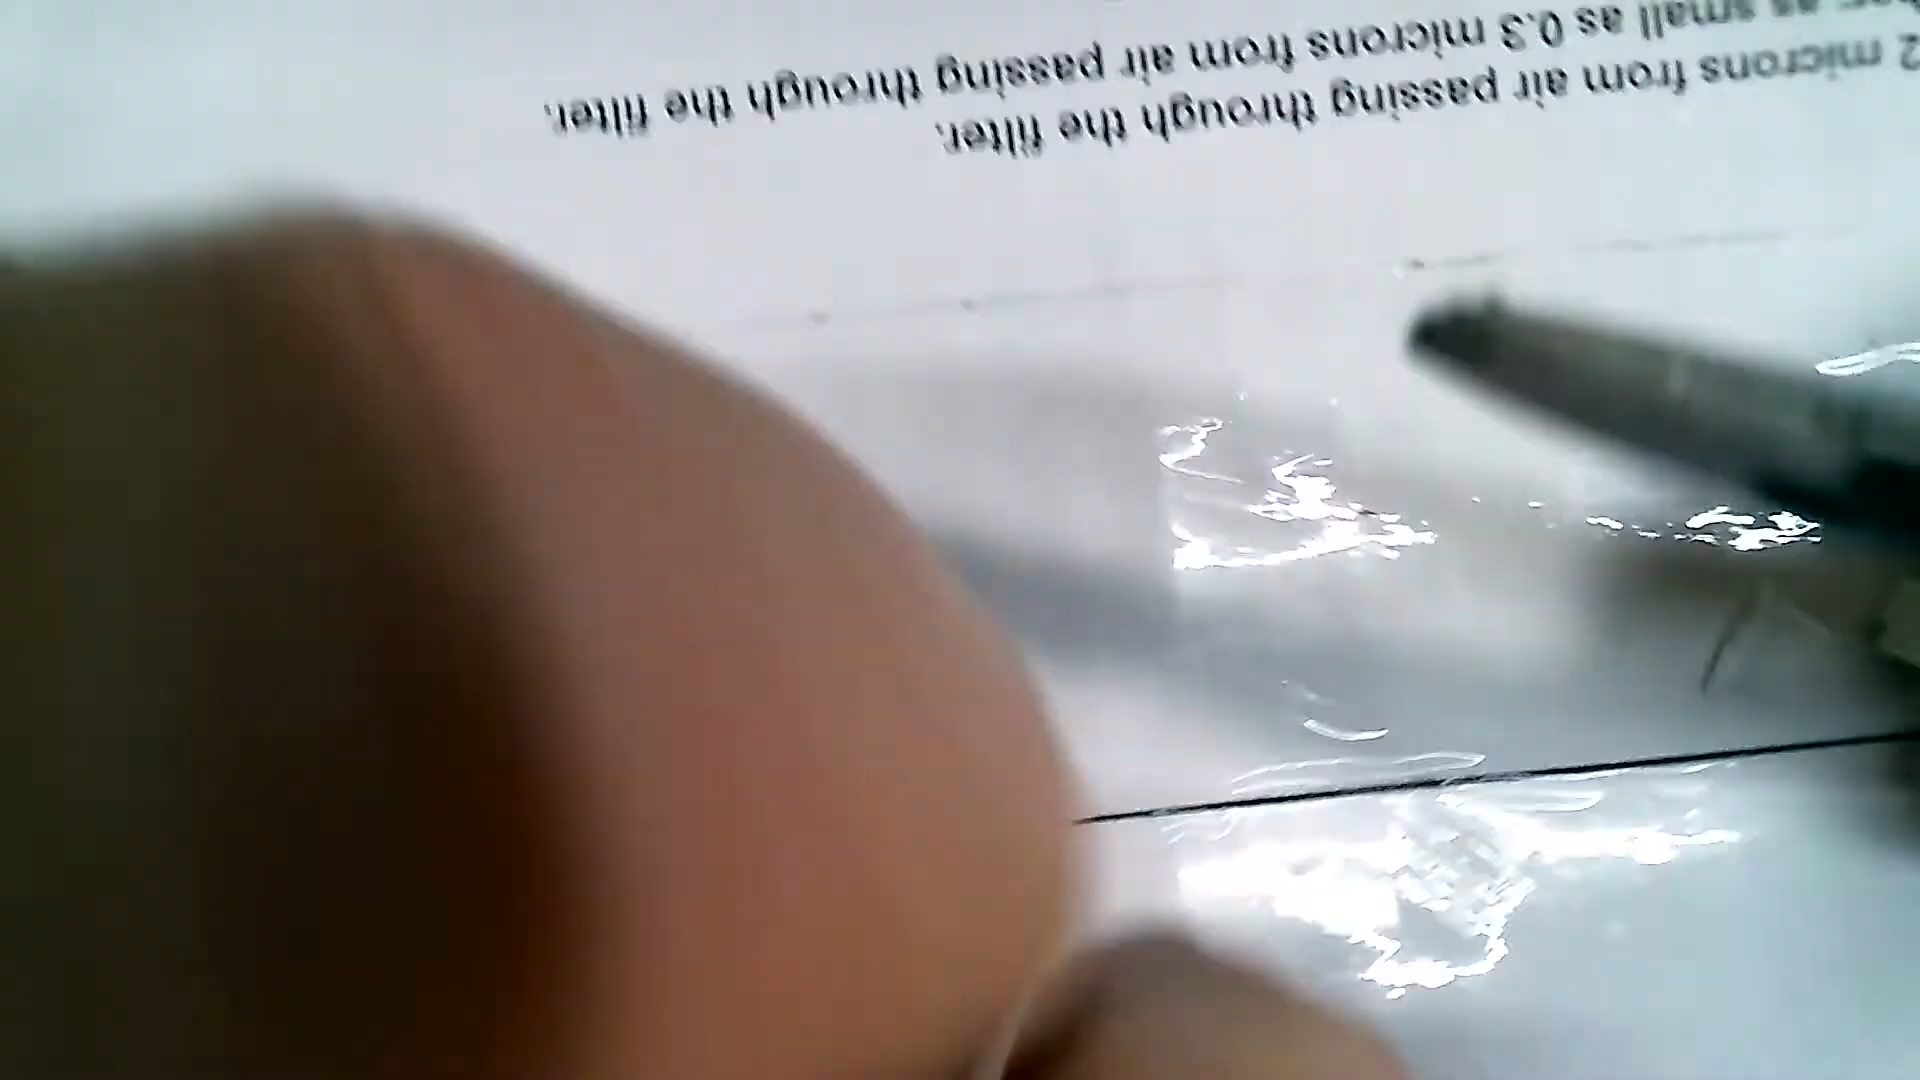 2 microns from air passing through the filter.
as small as 0.3 microns from air passing through the filter.